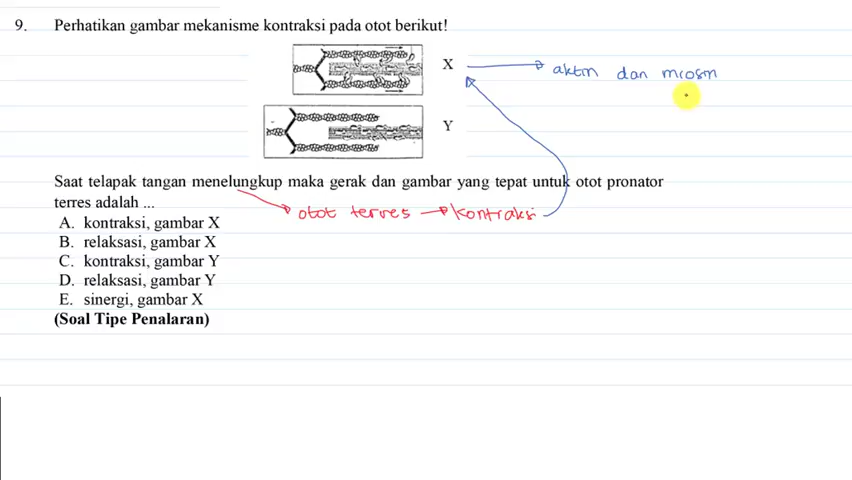 9. Perhatikan gambar mekanisme kontraksi pada otot berikut!
X
aktin dan miosin
Y
Saat telapak tangan menelungkup maka gerak dan gambar yang tepat untuk otot pronator
terres adalah ...
otot terres → kontraksi
A. kontraksi, gambar X
B. relaksasi, gambar X
C. kontraksi, gambar Y
D. relaksasi, gambar Y
E. sinergi, gambar X
(Soal Tipe Penalaran)